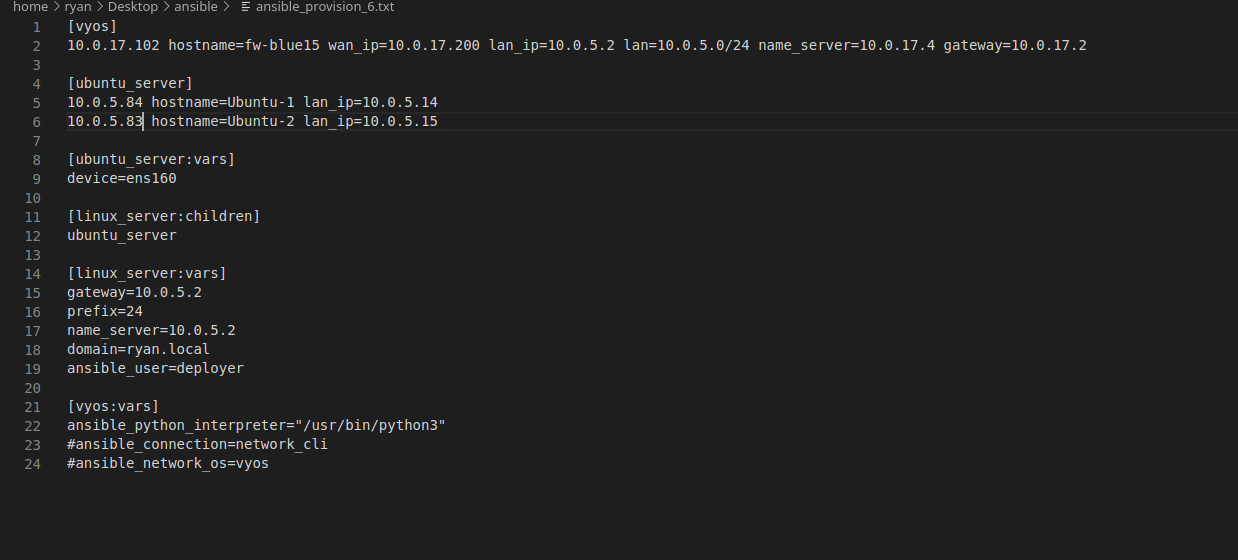 home > ryan > Desktop > ansible > ansible_provision_6.txt
1 [vyos]
2 10.0.17.102 hostname=fw-blue15 wan_ip=10.0.17.200 lan_ip=10.0.5.2 lan=10.0.5.0/24 name_server=10.0.17.4 gateway=10.0.17.2
3
4 [ubuntu_server]
5 10.0.5.84 hostname=Ubuntu-1 lan_ip=10.0.5.14
6 10.0.5.83 hostname=Ubuntu-2 lan_ip=10.0.5.15
7
8 [ubuntu_server:vars]
9 device=ens160
10
11 [linux_server:children]
12 ubuntu_server
13
14 [linux_server:vars]
15 gateway=10.0.5.2
16 prefix=24
17 name_server=10.0.5.2
18 domain=ryan.local
19 ansible_user=deployer
20
21 [vyos:vars]
22 ansible_python_interpreter="/usr/bin/python3"
23 #ansible_connection=network_cli
24 #ansible_network_os=vyos